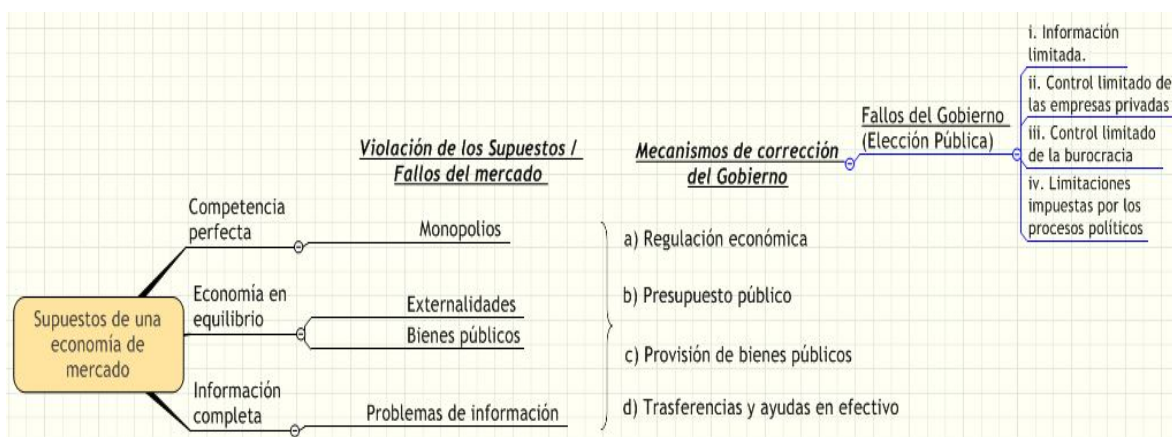 Supuestos de una
economía de
mercado
Competencia
perfecta
Economía en
equilibrio
Información
completa
Violación de los Supuestos /
Fallos del mercado
Monopolios
Externalidades
Bienes públicos
Problemas de información
Mecanismos de corrección
del Gobierno
a) Regulación económica
b) Presupuesto público
c) Provisión de bienes públicos
d) Trasferencias y ayudas en efectivo
Fallos del Gobierno
(Elección Pública)
i. Información
limitada.
ii. Control limitado de
las empresas privadas
iii. Control limitado
de la burocracia
iv. Limitaciones
impuestas por los
procesos políticos